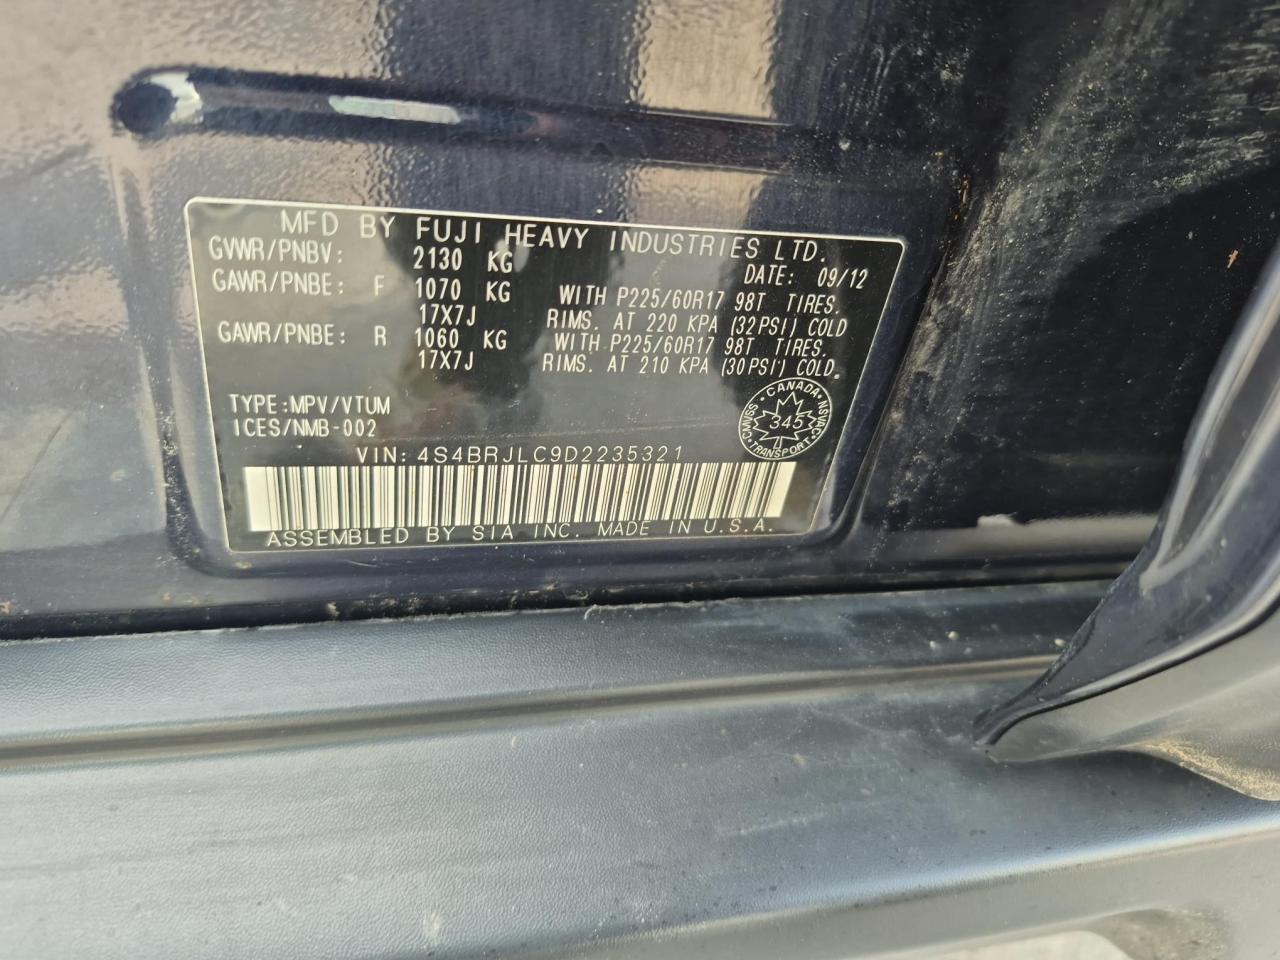 MFD BY FUJI HEAVY INDUSTRIES LTD.
GVWR/PNBV: 2130 KG DATE: 09/12
GAWR/PNBE: F 1070 KG WITH P225/60R17 98T TIRES.
17X7J RIMS. AT 220 KPA (32PSI) COLD
GAWR/PNBE: R 1060 KG WITH P225/60R17 98T TIRES.
17X7J RIMS. AT 210 KPA (30PSI) COLD.
TYPE:MPV/VTUM
ICES/NMB-002
CANADA
345
TRANSPORT
CMVSS
NSVAC
VIN: 4S4BRJLC9D2235321
ASSEMBLED BY SIA INC. MADE IN U.S.A.